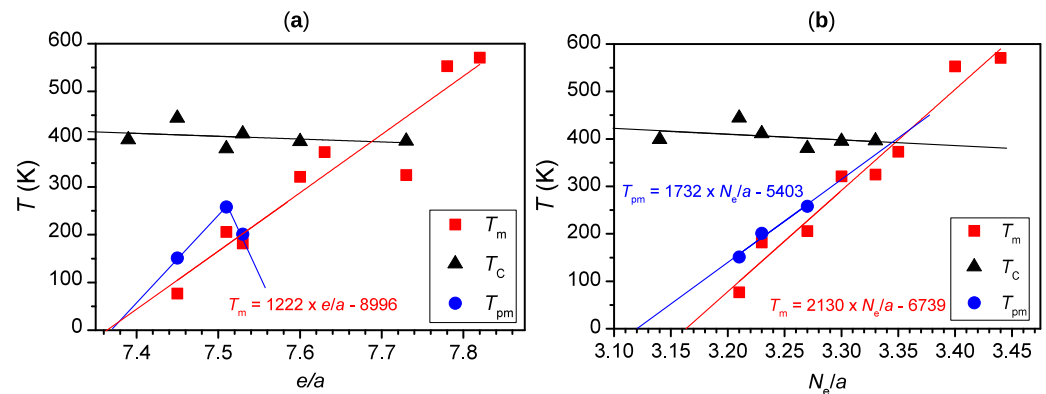 (a)
600
500
400
300
200
100
0
T (K)
7.4
7.5
7.6
7.7
7.8
e/a
Tm
TC
Tpm
Tm = 1222 x e/a - 8996
(b)
600
500
400
300
200
100
0
T (K)
3.10
3.15
3.20
3.25
3.30
3.35
3.40
3.45
Ne/a
Tpm = 1732 x Ne/a - 5403
Tm
TC
Tpm
Tm = 2130 x Ne/a - 6739